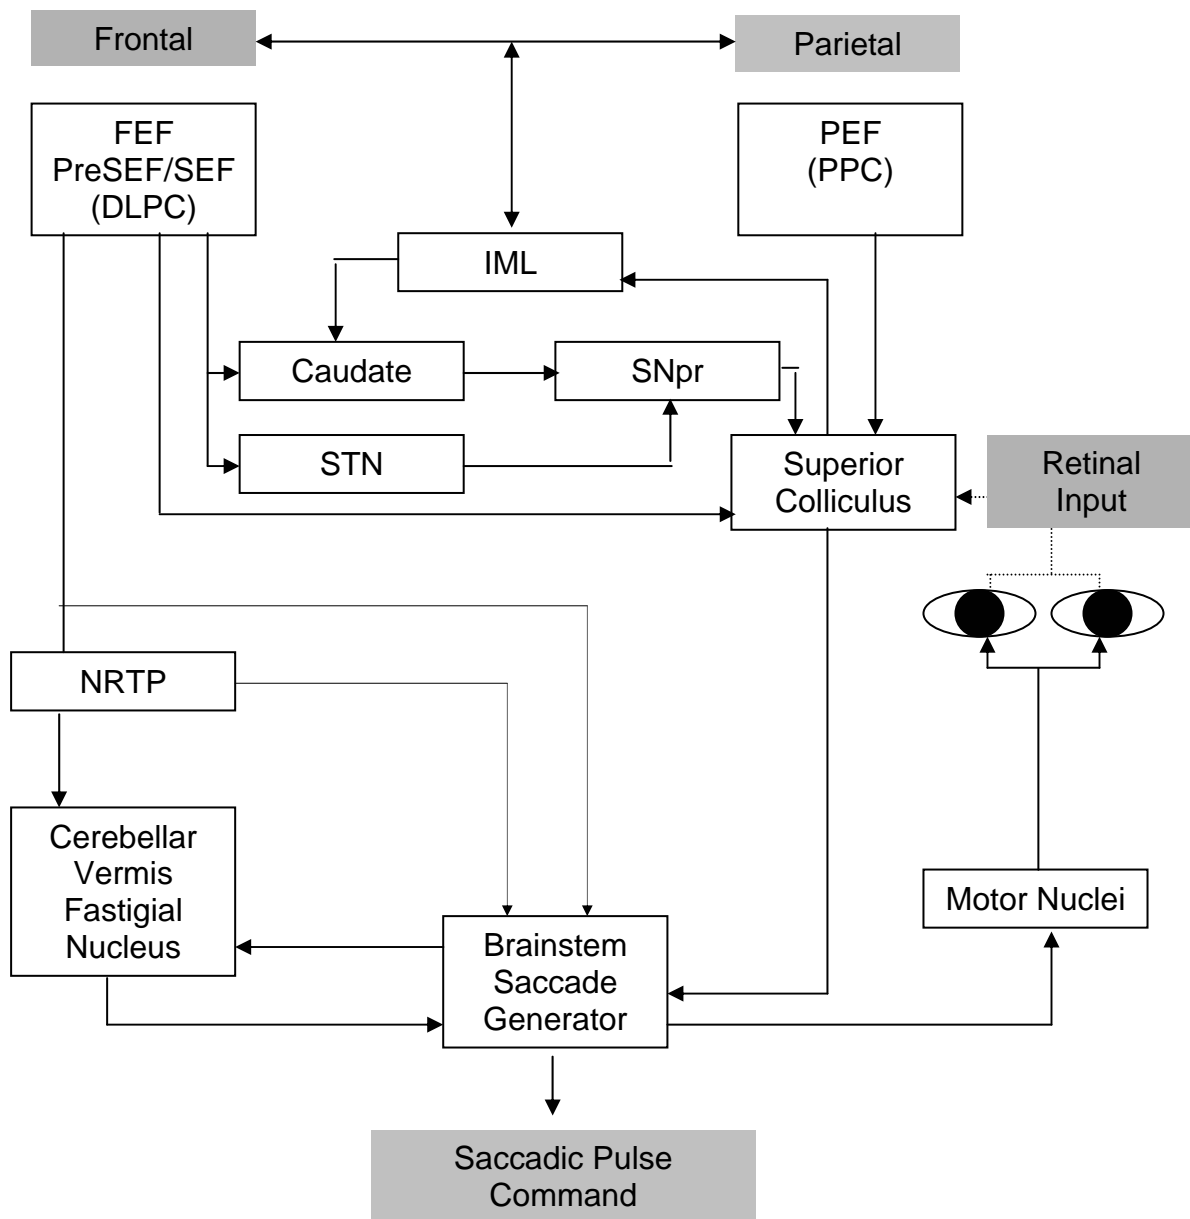 Frontal
Parietal
FEF
PreSEF/SEF
(DLPC)
PEF
(PPC)
IML
Caudate
SNpr
STN
Superior
Colliculus
Retinal
Input
NRTP
Cerebellar
Vermis
Fastigial
Nucleus
Motor Nuclei
Brainstem
Saccade
Generator
Saccadic Pulse
Command